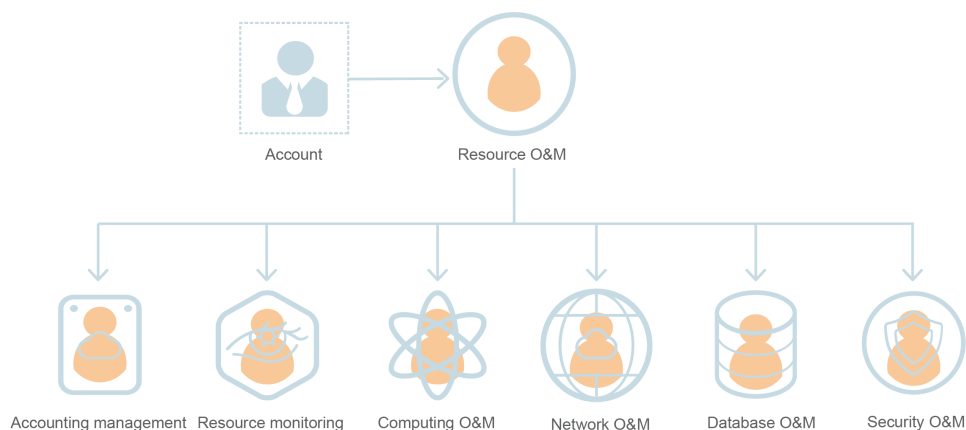 Account
Resource O&M
Accounting management
Resource monitoring
Computing O&M
Network O&M
Database O&M
Security O&M